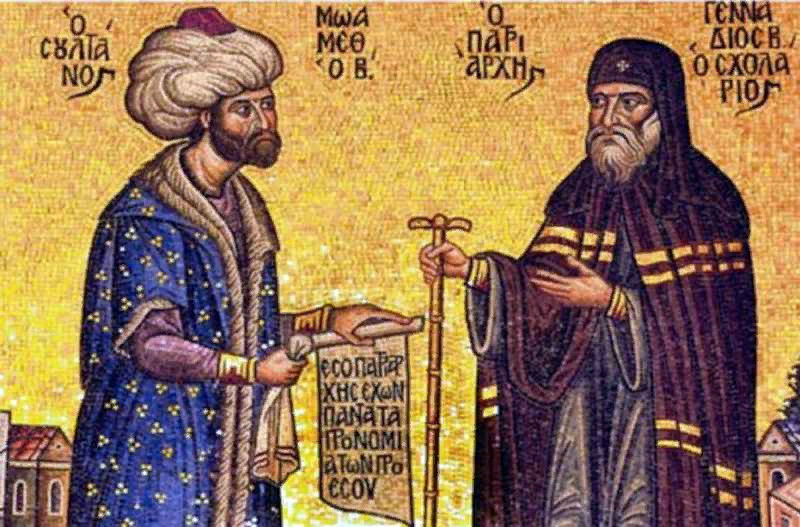 Ὁ
ΣΟΥΛΤΑ
ΝΟΣ
ΜΩΑ
ΜΕΘ
Ὁ Β.
Ὁ
ΠΑΤΡΙ
ΑΡΧΗΣ
ΓΕΝΝΑ
ΔΙΟΣ Β.
Ὁ ΣΧΟΛΑ
ΡΙΟΣ
ΕΣΟ ΠΑΤΡΙΑΡ
ΧΗΣ ΕΧΩΝ
ΠΑΝΤΑ ΤΑ
ΠΡΟΝΟΜΙ
Α ΤΩΝ ΠΡΟ
Σ ΣΟΥ